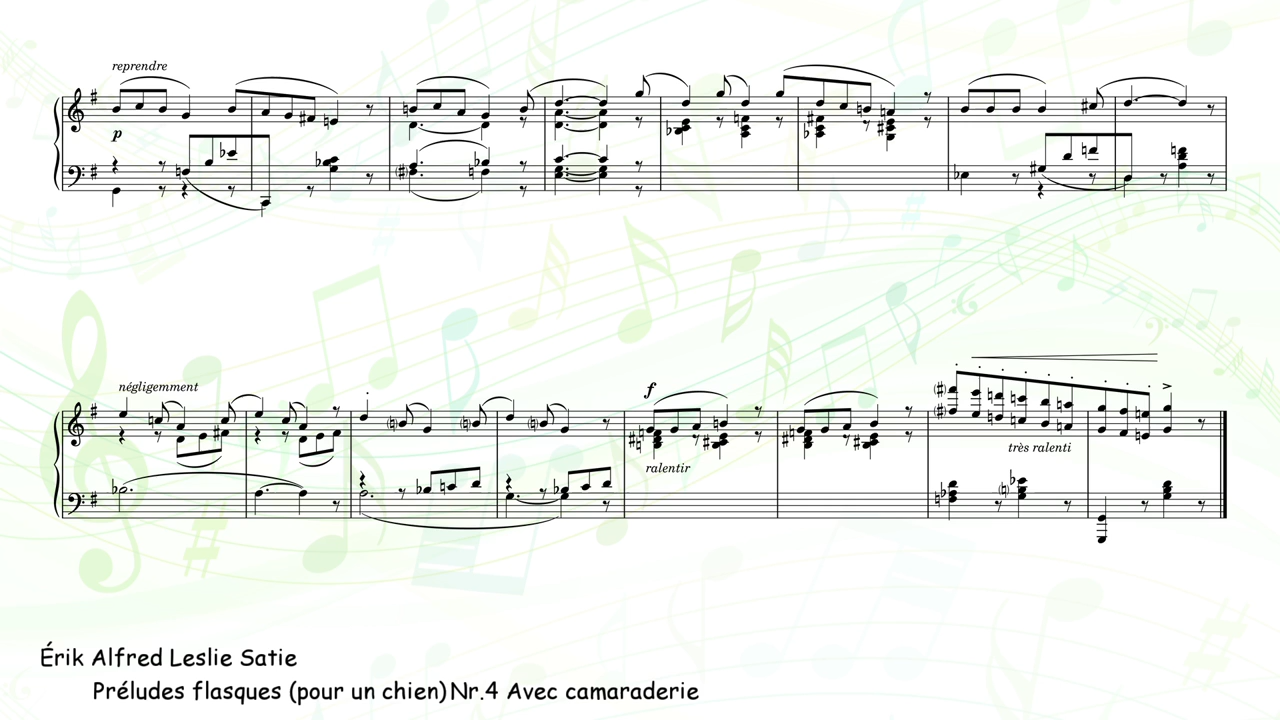 reprendre
p
négligemment
f
ralentir
très ralenti
Érik Alfred Leslie Satie
Préludes flasques (pour un chien) Nr.4 Avec camaraderie